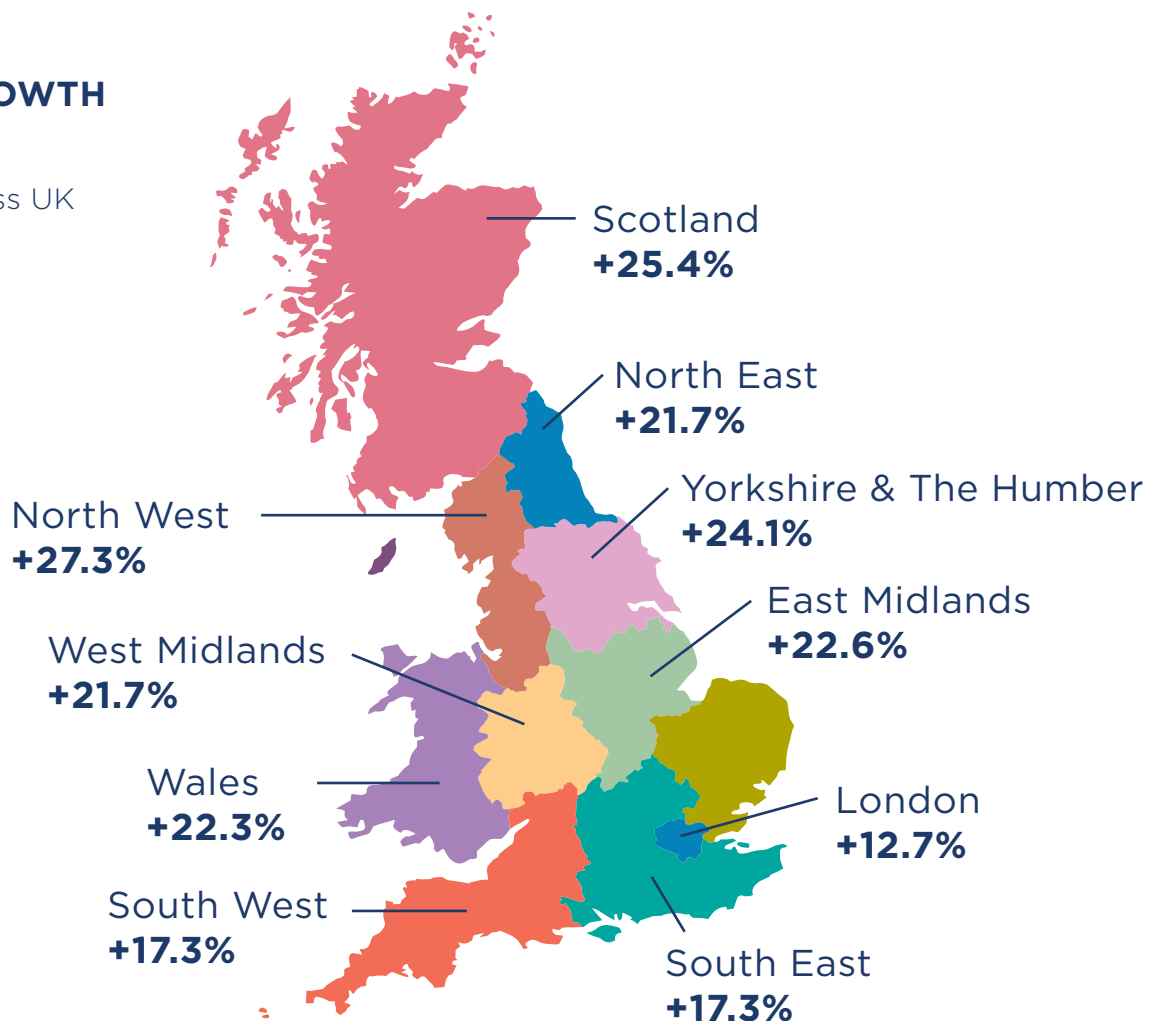 OWTH
ss UK
Scotland
+25.4%
North East
+21.7%
Yorkshire & The Humber
+24.1%
North West
+27.3%
East Midlands
+22.6%
West Midlands
+21.7%
Wales
+22.3%
London
+12.7%
South West
+17.3%
South East
+17.3%